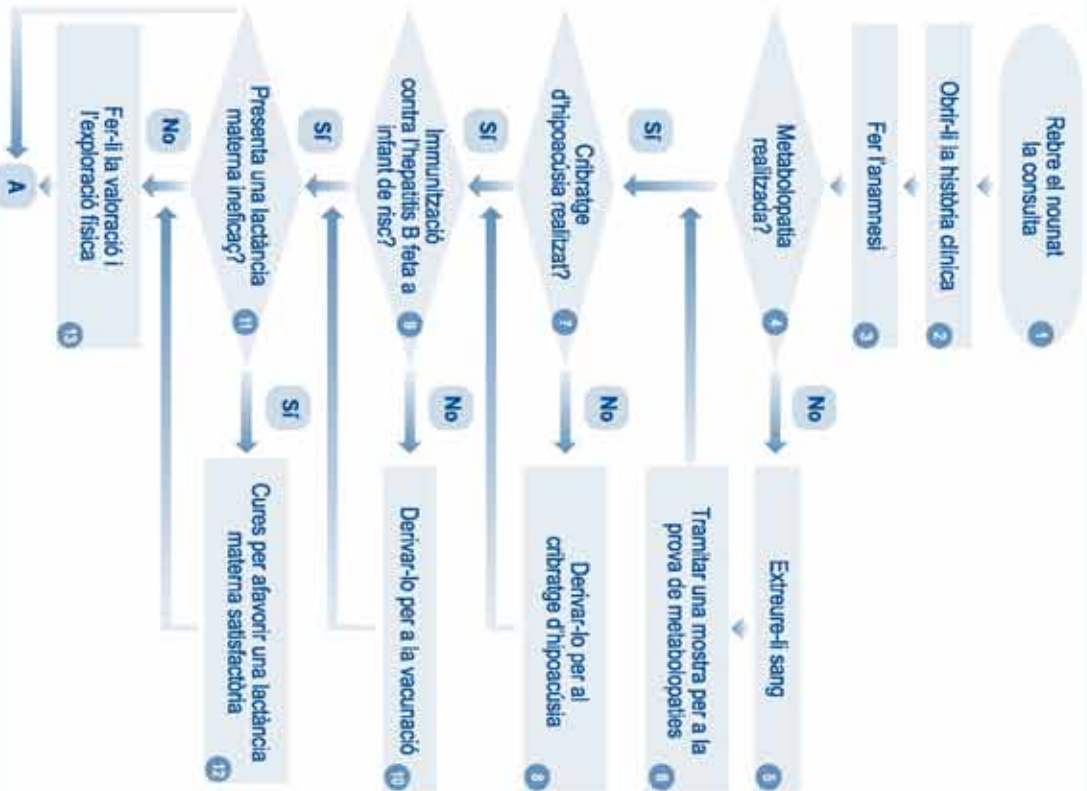 Rebre el nounat
la consulta
1
Obrir-li la història clínica
2
Fer l'anamnesi
3
Metabolopatia
realitzada?
4
No
Extreure-li sang
5
Tramitar una mostra per a la
prova de metabolopaties
6
Sí
Cribratge
d'hipoacúsia realitzat?
7
No
Derivar-lo per al
cribratge d'hipoacúsia
8
Sí
Immunització
contra l'hepatitis B feta a
infant de risc?
9
No
Derivar-lo per a la vacunació
10
Sí
Presenta una lactància
materna ineficaç?
11
Sí
Cures per afavorir una lactància
materna satisfactòria
12
No
Fer-li la valoració i
l'exploració física
13
A